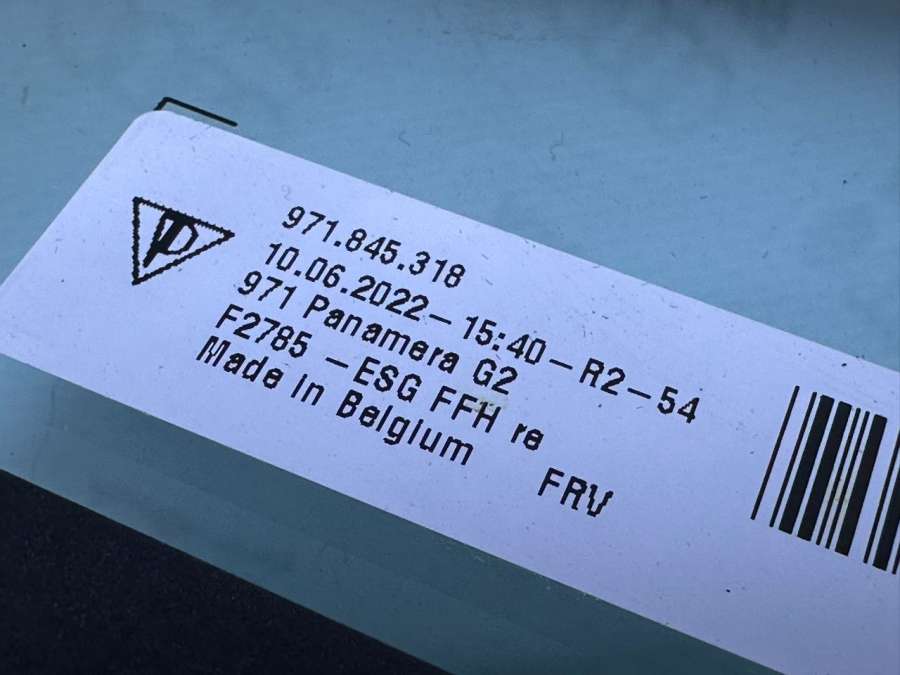 971.845.318
10.06.2022-15:40-R2-54
971 Panamera G2
F2785 -ESG FFH re
Made in Belgium
FRV